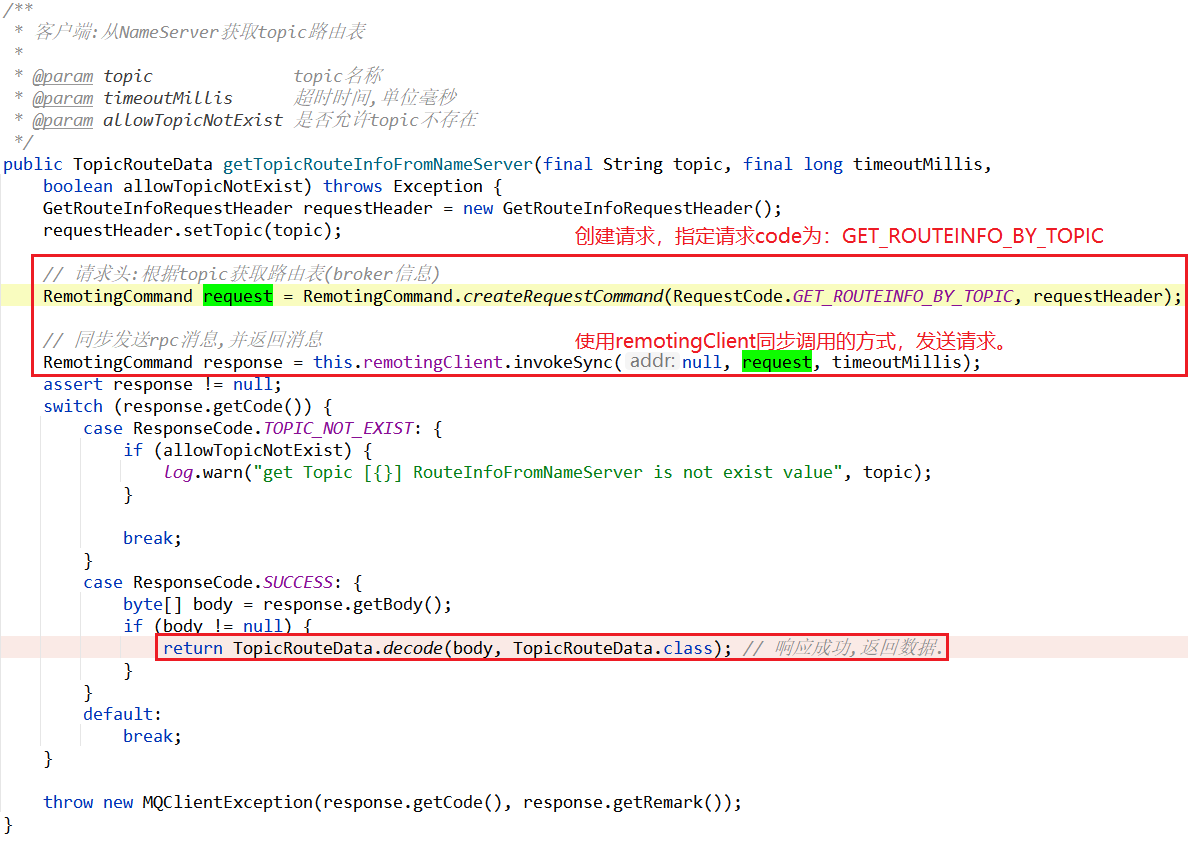 /**
 * 客户端:从NameServer获取topic路由表
 *
 * @param topic              topic名称
 * @param timeoutMillis      超时时间,单位毫秒
 * @param allowTopicNotExist 是否允许topic不存在
 */
public TopicRouteData getTopicRouteInfoFromNameServer(final String topic, final long timeoutMillis,
    boolean allowTopicNotExist) throws Exception {
    GetRouteInfoRequestHeader requestHeader = new GetRouteInfoRequestHeader();
    requestHeader.setTopic(topic);
创建请求，指定请求code为：GET_ROUTEINFO_BY_TOPIC
    // 请求头:根据topic获取路由表(broker信息)
    RemotingCommand request = RemotingCommand.createRequestCommand(RequestCode.GET_ROUTEINFO_BY_TOPIC, requestHeader);
    // 同步发送rpc消息,并返回消息
使用remotingClient同步调用的方式，发送请求。
    RemotingCommand response = this.remotingClient.invokeSync( addr: null, request, timeoutMillis);
    assert response != null;
    switch (response.getCode()) {
        case ResponseCode.TOPIC_NOT_EXIST: {
            if (allowTopicNotExist) {
                log.warn("get Topic [{}] RouteInfoFromNameServer is not exist value", topic);
            }
            break;
        }
        case ResponseCode.SUCCESS: {
            byte[] body = response.getBody();
            if (body != null) {
                return TopicRouteData.decode(body, TopicRouteData.class); // 响应成功,返回数据.
            }
        }
        default:
            break;
    }
    throw new MQClientException(response.getCode(), response.getRemark());
}